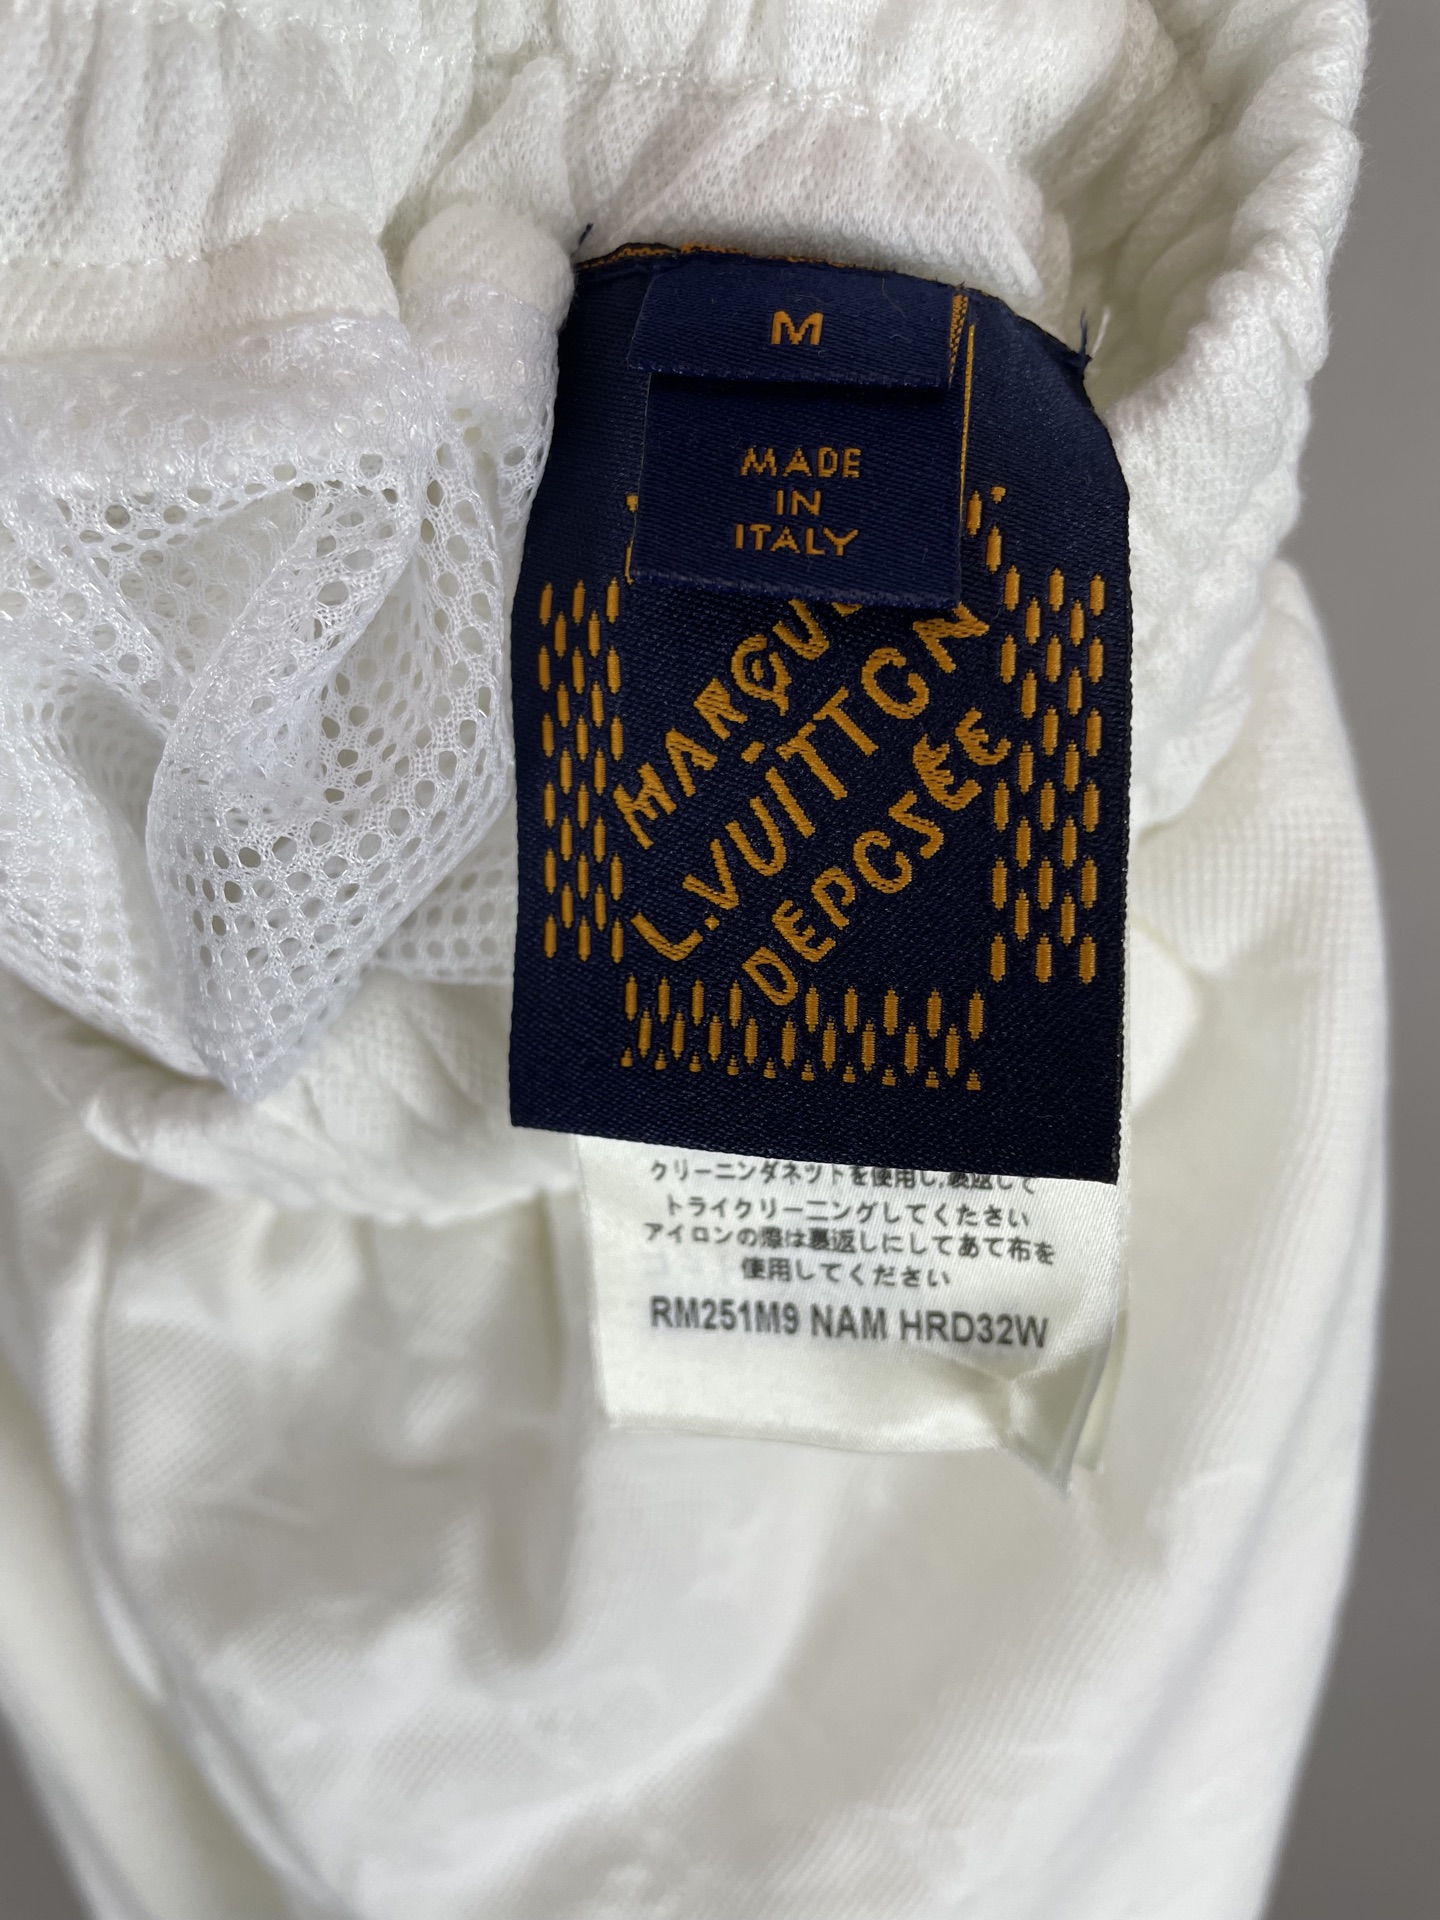 M
MADE
IN
ITALY
MARQUE
L.VUITTON
DEPOSEE
クリーニングネットを使用し,裏返して
トライクリーニングしてください
アイロンの際は裏返しにしてあて布を
使用してください
RM251M9 NAM HRD32W